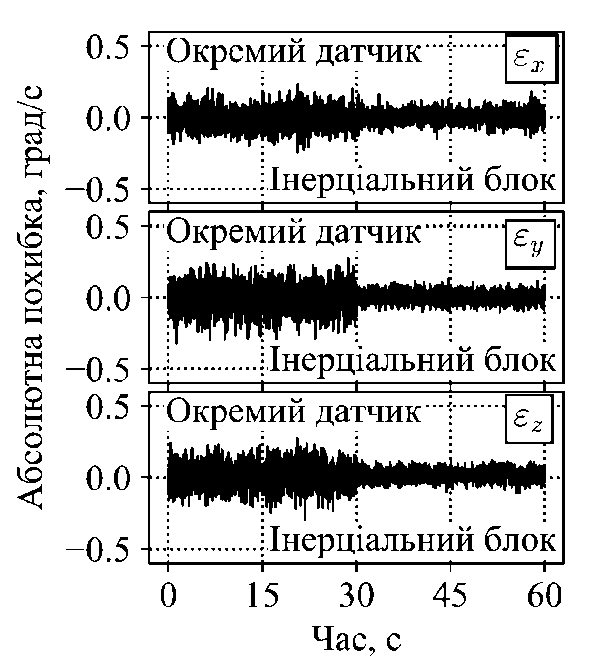 Абсолютна похибка, град/с
0.5
Окремий датчик
εx
0.0
−0.5
Інерціальний блок
0.5
Окремий датчик
εy
0.0
−0.5
Інерціальний блок
0.5
Окремий датчик
εz
0.0
−0.5
Інерціальний блок
0 15 30 45 60
Час, с